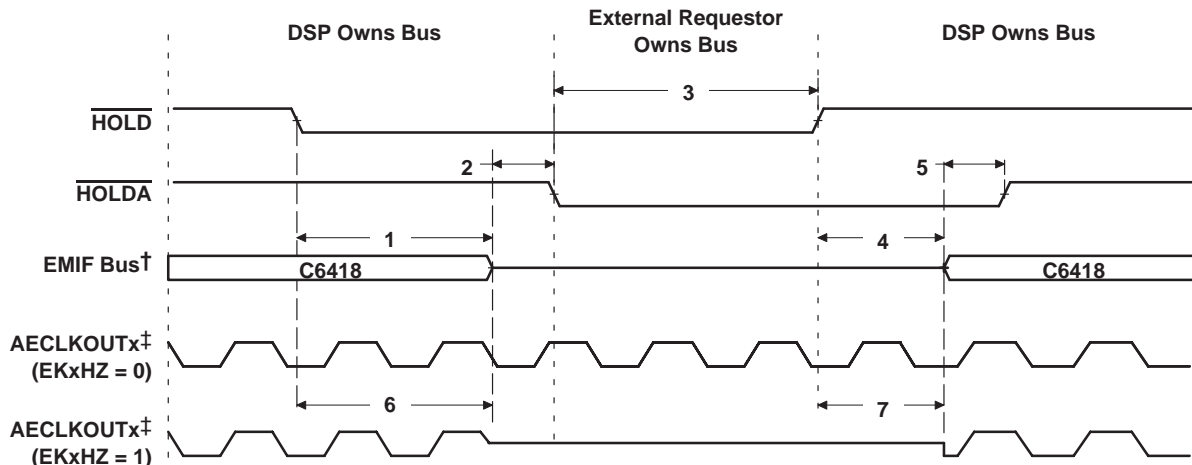 DSP Owns Bus
External Requestor
Owns Bus
DSP Owns Bus
3
HOLD
2
5
HOLDA
1
4
EMIF Bus†
C6418
C6418
AECLKOUTx‡
(EKxHZ = 0)
6
7
AECLKOUTx‡
(EKxHZ = 1)